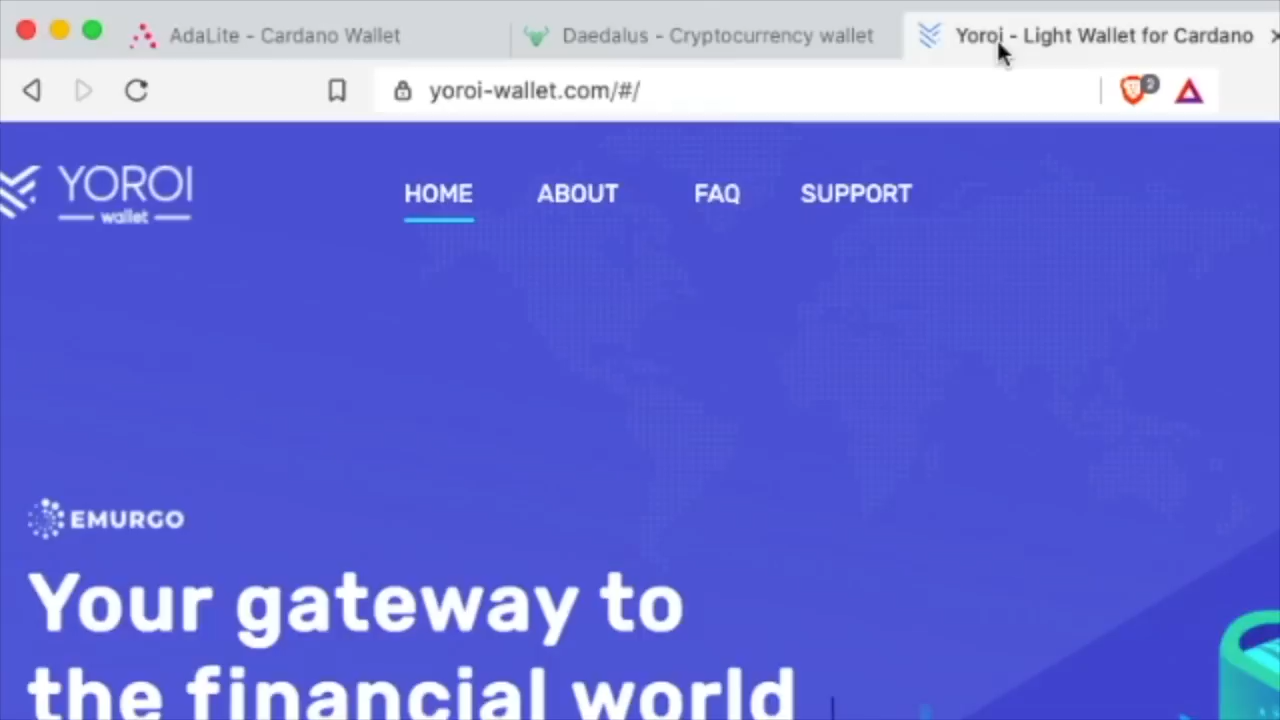 AdaLite - Cardano Wallet
Daedalus - Cryptocurrency wallet
Yoroi - Light Wallet for Cardano
yoroi-wallet.com/#/
2
YOROI
wallet
HOME ABOUT FAQ SUPPORT
EMURGO
Your gateway to
the financial world